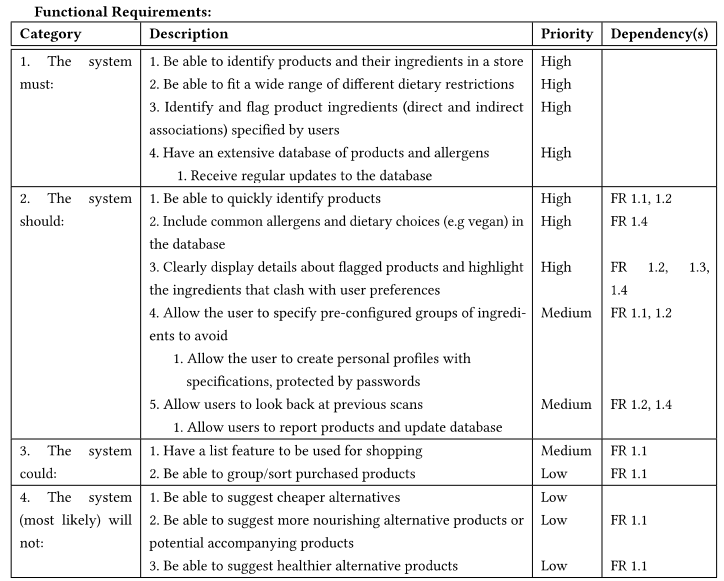 Functional Requirements:
Category Description Priority Dependency(s)
1. The system must:
1. Be able to identify products and their ingredients in a store High
2. Be able to fit a wide range of different dietary restrictions High
3. Identify and flag product ingredients (direct and indirect High
associations) specified by users
4. Have an extensive database of products and allergens High
1. Receive regular updates to the database
2. The system should:
1. Be able to quickly identify products High FR 1.1, 1.2
2. Include common allergens and dietary choices (e.g vegan) in High FR 1.4
the database
3. Clearly display details about flagged products and highlight High FR 1.2, 1.3,
the ingredients that clash with user preferences 1.4
4. Allow the user to specify pre-configured groups of ingredi- Medium FR 1.1, 1.2
ents to avoid
1. Allow the user to create personal profiles with
specifications, protected by passwords
5. Allow users to look back at previous scans Medium FR 1.2, 1.4
1. Allow users to report products and update database
3. The system could:
1. Have a list feature to be used for shopping Medium FR 1.1
2. Be able to group/sort purchased products Low FR 1.1
4. The system (most likely) will not:
1. Be able to suggest cheaper alternatives Low
2. Be able to suggest more nourishing alternative products or Low FR 1.1
potential accompanying products
3. Be able to suggest healthier alternative products Low FR 1.1